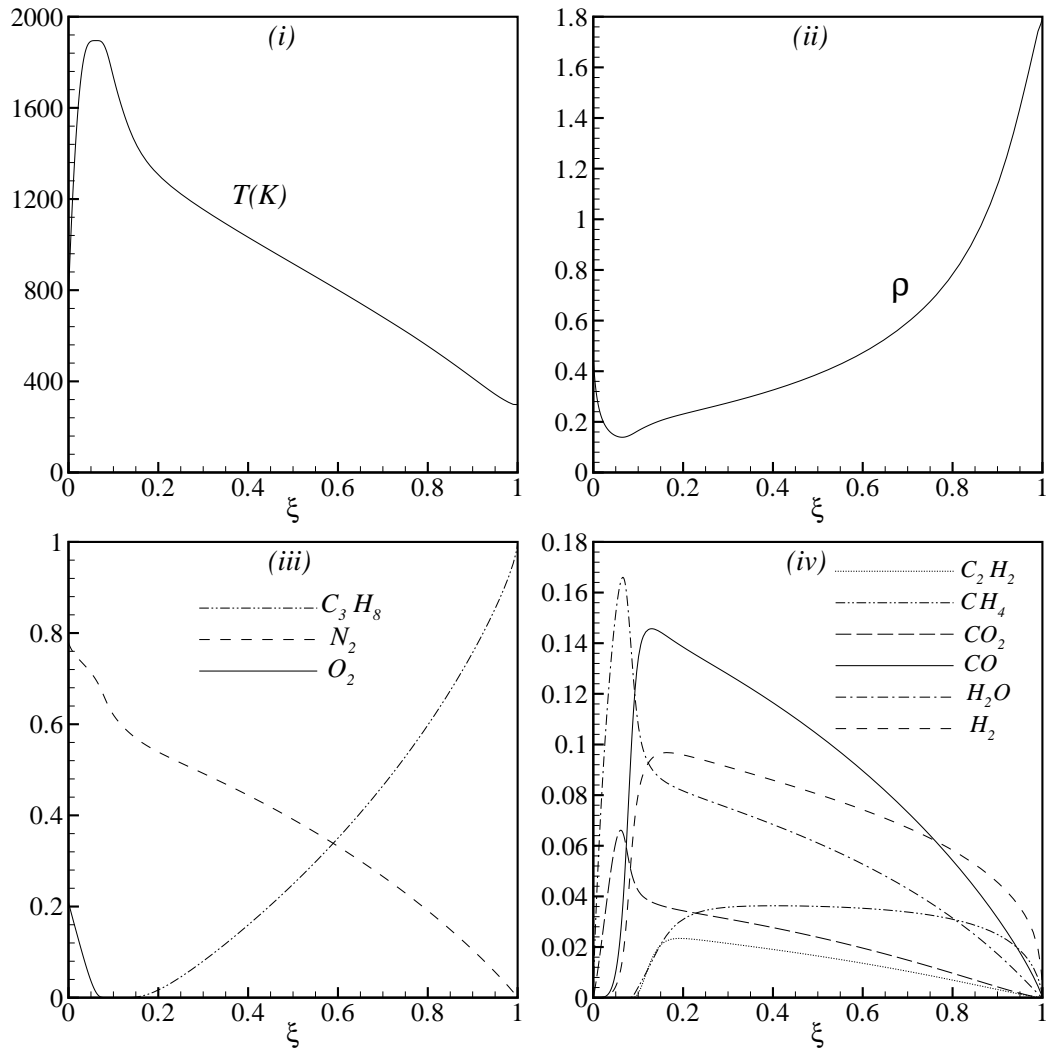 (i)
2000
1600
1200
800
400
0
T(K)
0 0.2 0.4 0.6 0.8 1
ξ
(ii)
1.8
1.6
1.4
1.2
1
0.8
0.6
0.4
0.2
0
ρ
0 0.2 0.4 0.6 0.8 1
ξ
(iii)
1
0.8
0.6
0.4
0.2
0
C₃H₈
N₂
O₂
0 0.2 0.4 0.6 0.8 1
ξ
(iv)
0.18
0.16
0.14
0.12
0.1
0.08
0.06
0.04
0.02
0
C₂H₂
CH₄
CO₂
CO
H₂O
H₂
0 0.2 0.4 0.6 0.8 1
ξ